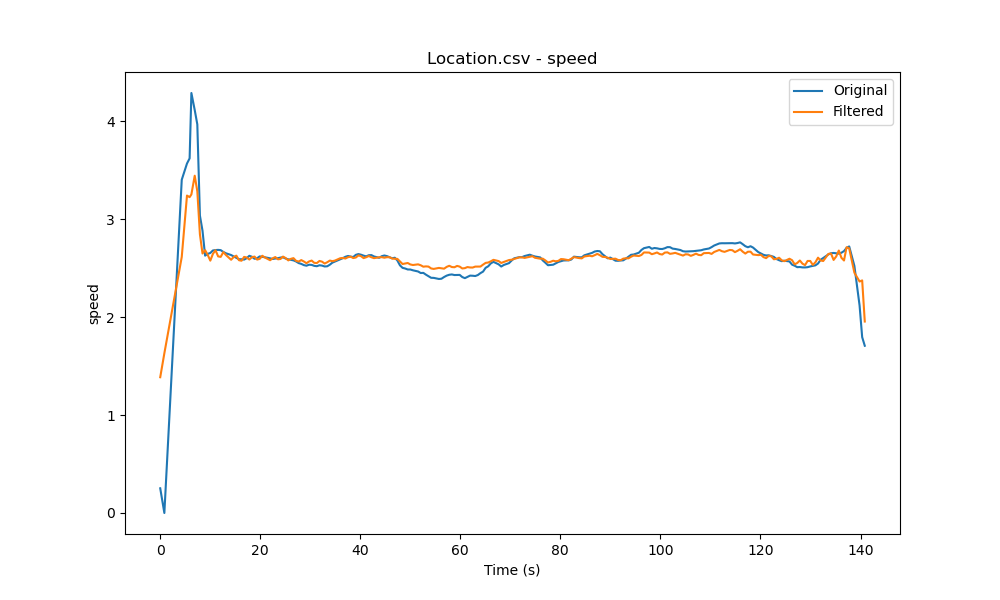 Location.csv - speed
Original
Filtered
speed
4
3
2
1
0
0 20 40 60 80 100 120 140
Time (s)